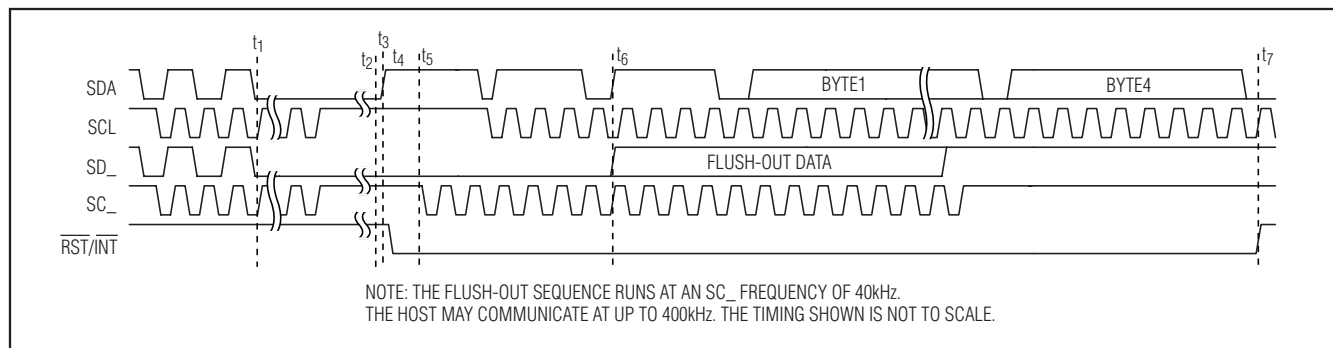 t1
t2
t3
t4
t5
t6
t7
SDA
BYTE1
BYTE4
SCL
SD_
FLUSH-OUT DATA
SC_
RST/INT
NOTE: THE FLUSH-OUT SEQUENCE RUNS AT AN SC_ FREQUENCY OF 40kHz.
THE HOST MAY COMMUNICATE AT UP TO 400kHz. THE TIMING SHOWN IS NOT TO SCALE.